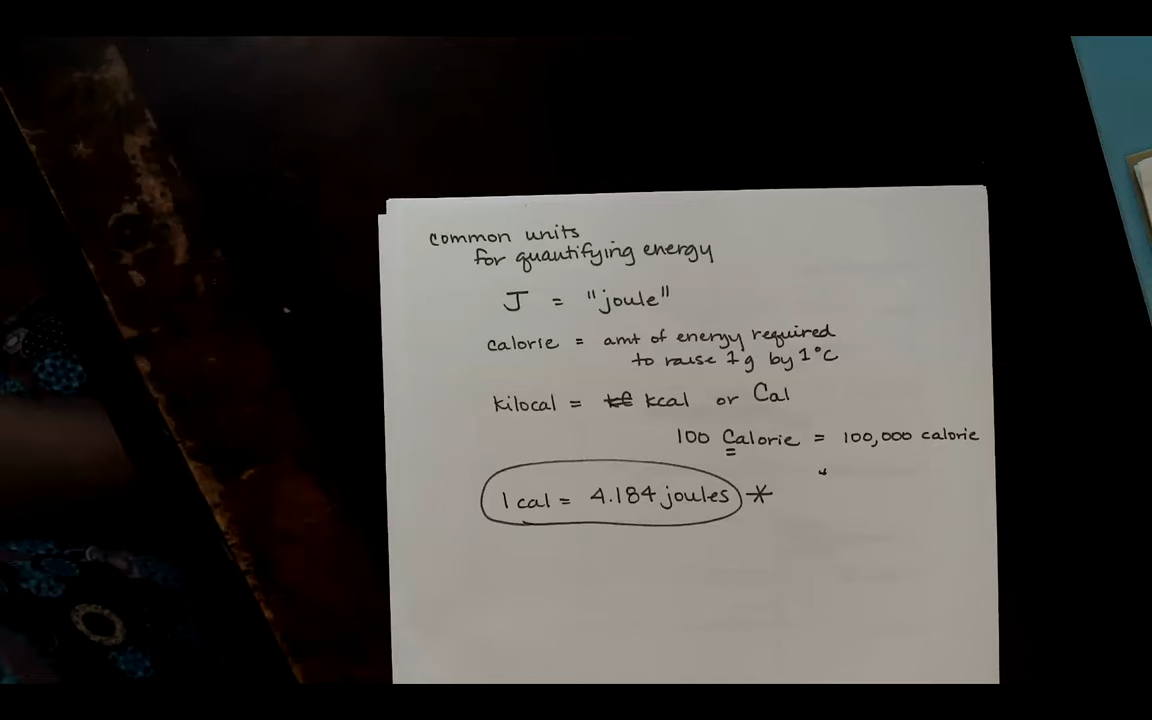 common units
for quantifying energy
J = "joule"
calorie = amt of energy required
to raise 1g by 1°C
kilocal = kcal or Cal
100 Calorie = 100,000 calorie
1 cal = 4.184 joules *